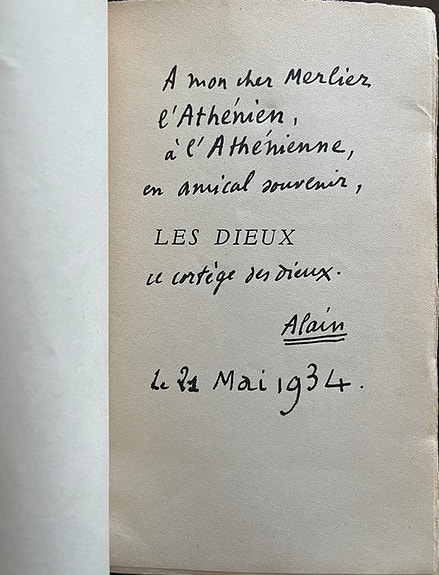 A mon cher Merlier
l'Athénien,
à l'Athénienne,
en amical souvenir,
LES DIEUX
ce cortège des dieux.
Alain
Le 21 Mai 1934.